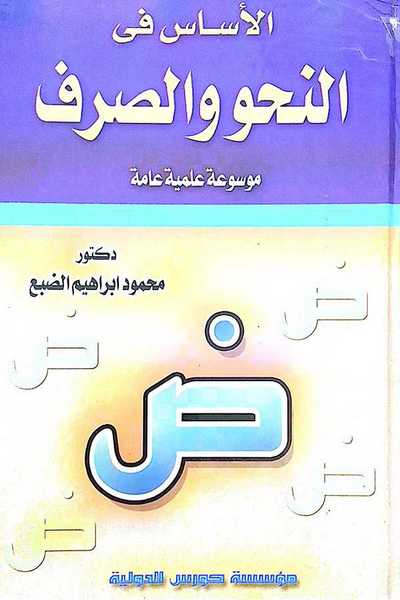 الأساس فى
النحو والصرف
موسوعة علمية عامة
دكتور
محمود ابراهيم الضبع
ض
ض
ض
ض
ض
مؤسسة حورس الدولية